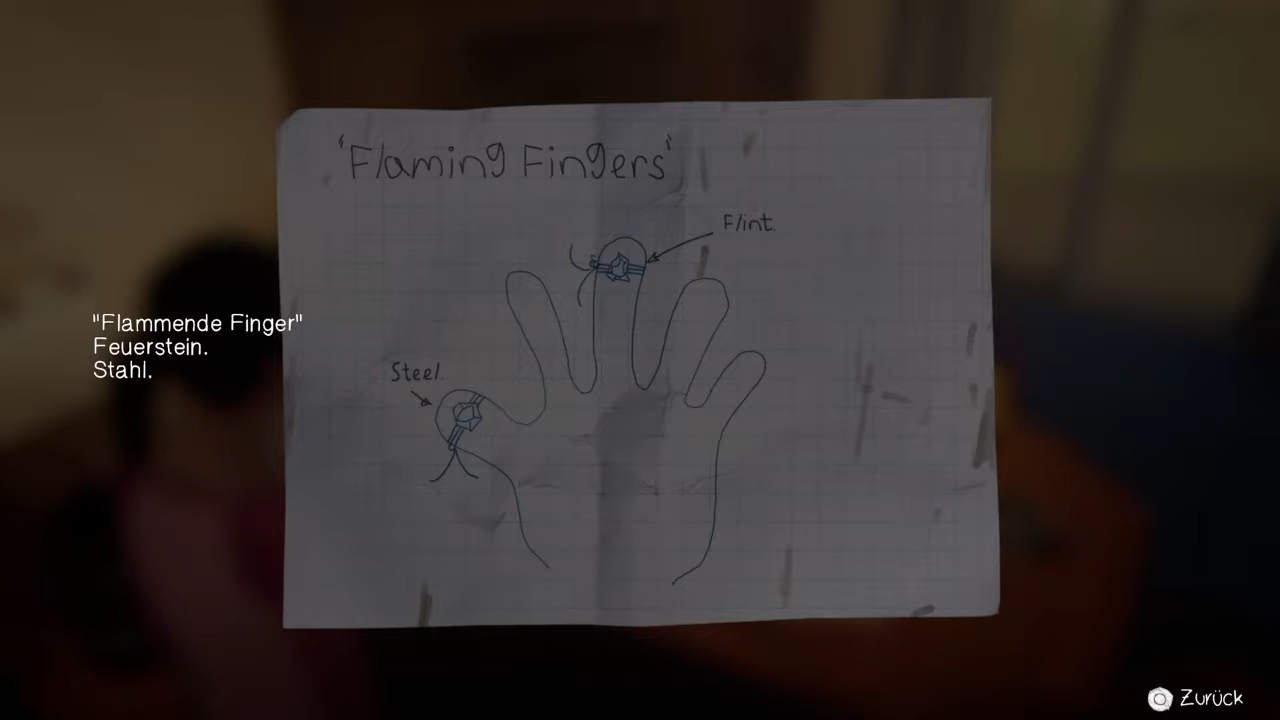 'Flaming Fingers'
Flint.
"Flammende Finger"
Feuerstein.
Stahl.
Steel.
Zurück